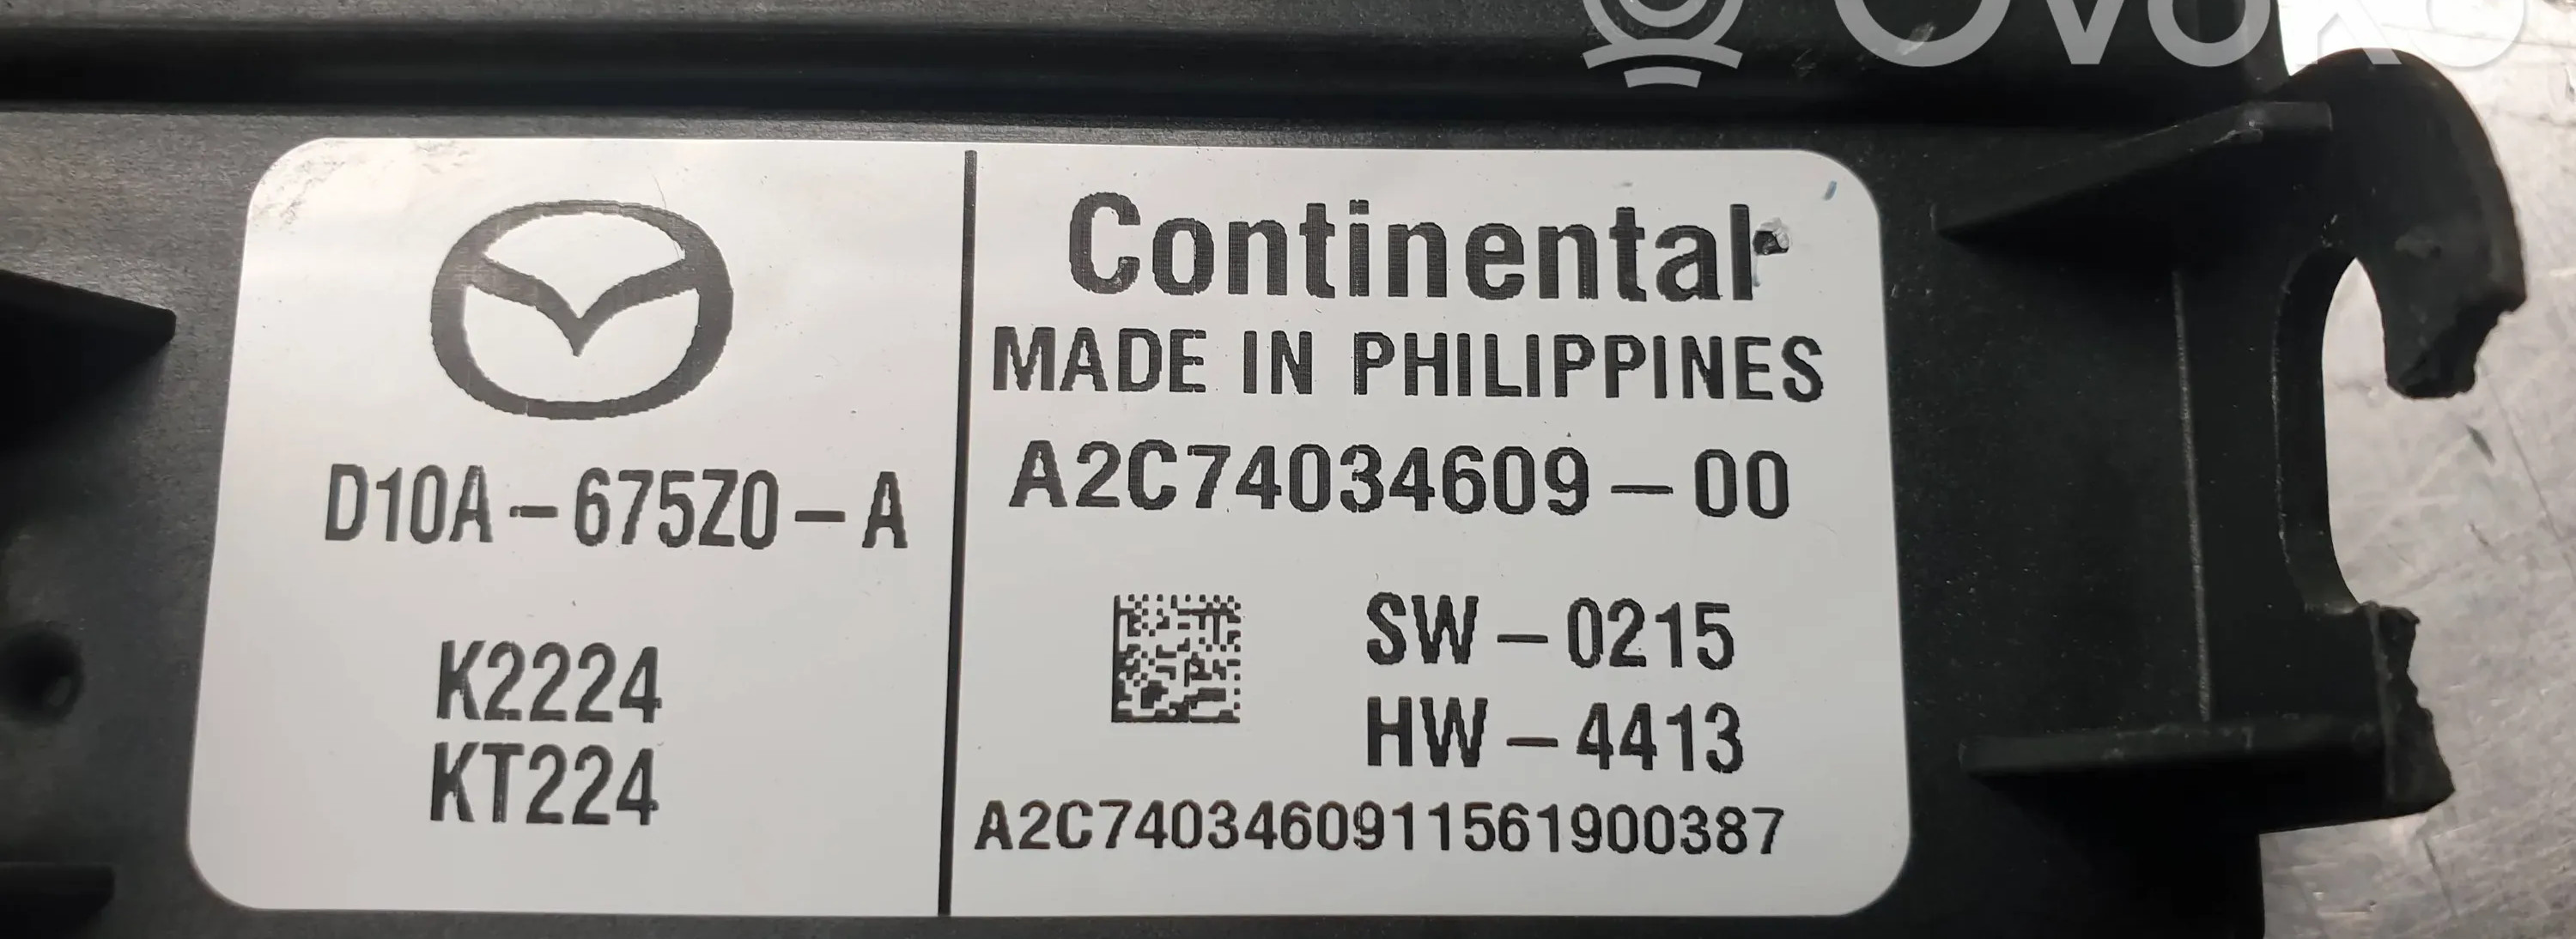 D10A-675Z0-A
K2224
KT224
Continental
MADE IN PHILIPPINES
A2C74034609-00
SW-0215
HW-4413
A2C7403460911561900387